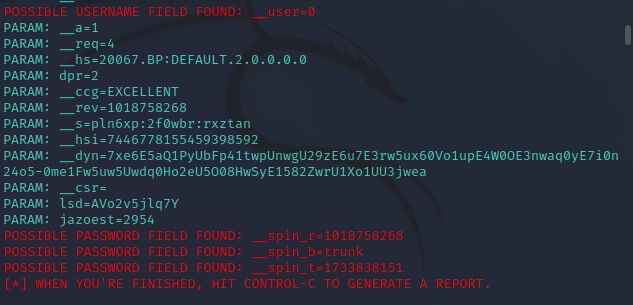 POSSIBLE USERNAME FIELD FOUND: __user=0
PARAM: __a=1
PARAM: __req=4
PARAM: __hs=20067.BP:DEFAULT.2.0.0.0.0
PARAM: dpr=2
PARAM: __ccg=EXCELLENT
PARAM: __rev=1018758268
PARAM: __s=pln6xp:2f0wbr:rxztan
PARAM: __hsi=7446778155459398592
PARAM: __dyn=7xe6E5aQ1PyUbFp41twpUnwgU29zE6u7E3rw5ux60Vo1upE4W0OE3nwaq0yE7i0n
24o5-0me1Fw5uw5Uwdq0Ho2eU5O08HwSyE1582ZwrU1Xo1UU3jwea
PARAM: __csr=
PARAM: lsd=AVo2v5jlq7Y
PARAM: jazoest=2954
POSSIBLE PASSWORD FIELD FOUND: __spin_r=1018758268
POSSIBLE PASSWORD FIELD FOUND: __spin_b=trunk
POSSIBLE PASSWORD FIELD FOUND: __spin_t=1733838151
[*] WHEN YOU'RE FINISHED, HIT CONTROL-C TO GENERATE A REPORT.